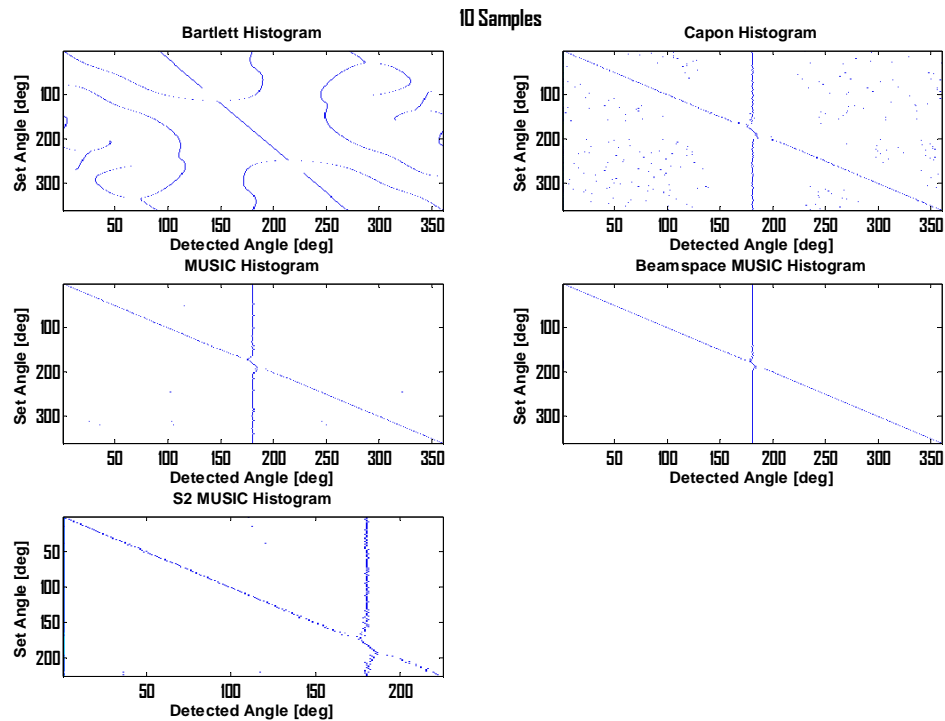 10 Samples
Bartlett Histogram
Set Angle [deg]
100
200
300
50 100 150 200 250 300 350
Detected Angle [deg]
Capon Histogram
Set Angle [deg]
100
200
300
50 100 150 200 250 300 350
Detected Angle [deg]
MUSIC Histogram
Set Angle [deg]
100
200
300
50 100 150 200 250 300 350
Detected Angle [deg]
Beamspace MUSIC Histogram
Set Angle [deg]
100
200
300
50 100 150 200 250 300 350
Detected Angle [deg]
S2 MUSIC Histogram
Set Angle [deg]
50
100
150
200
50 100 150 200
Detected Angle [deg]